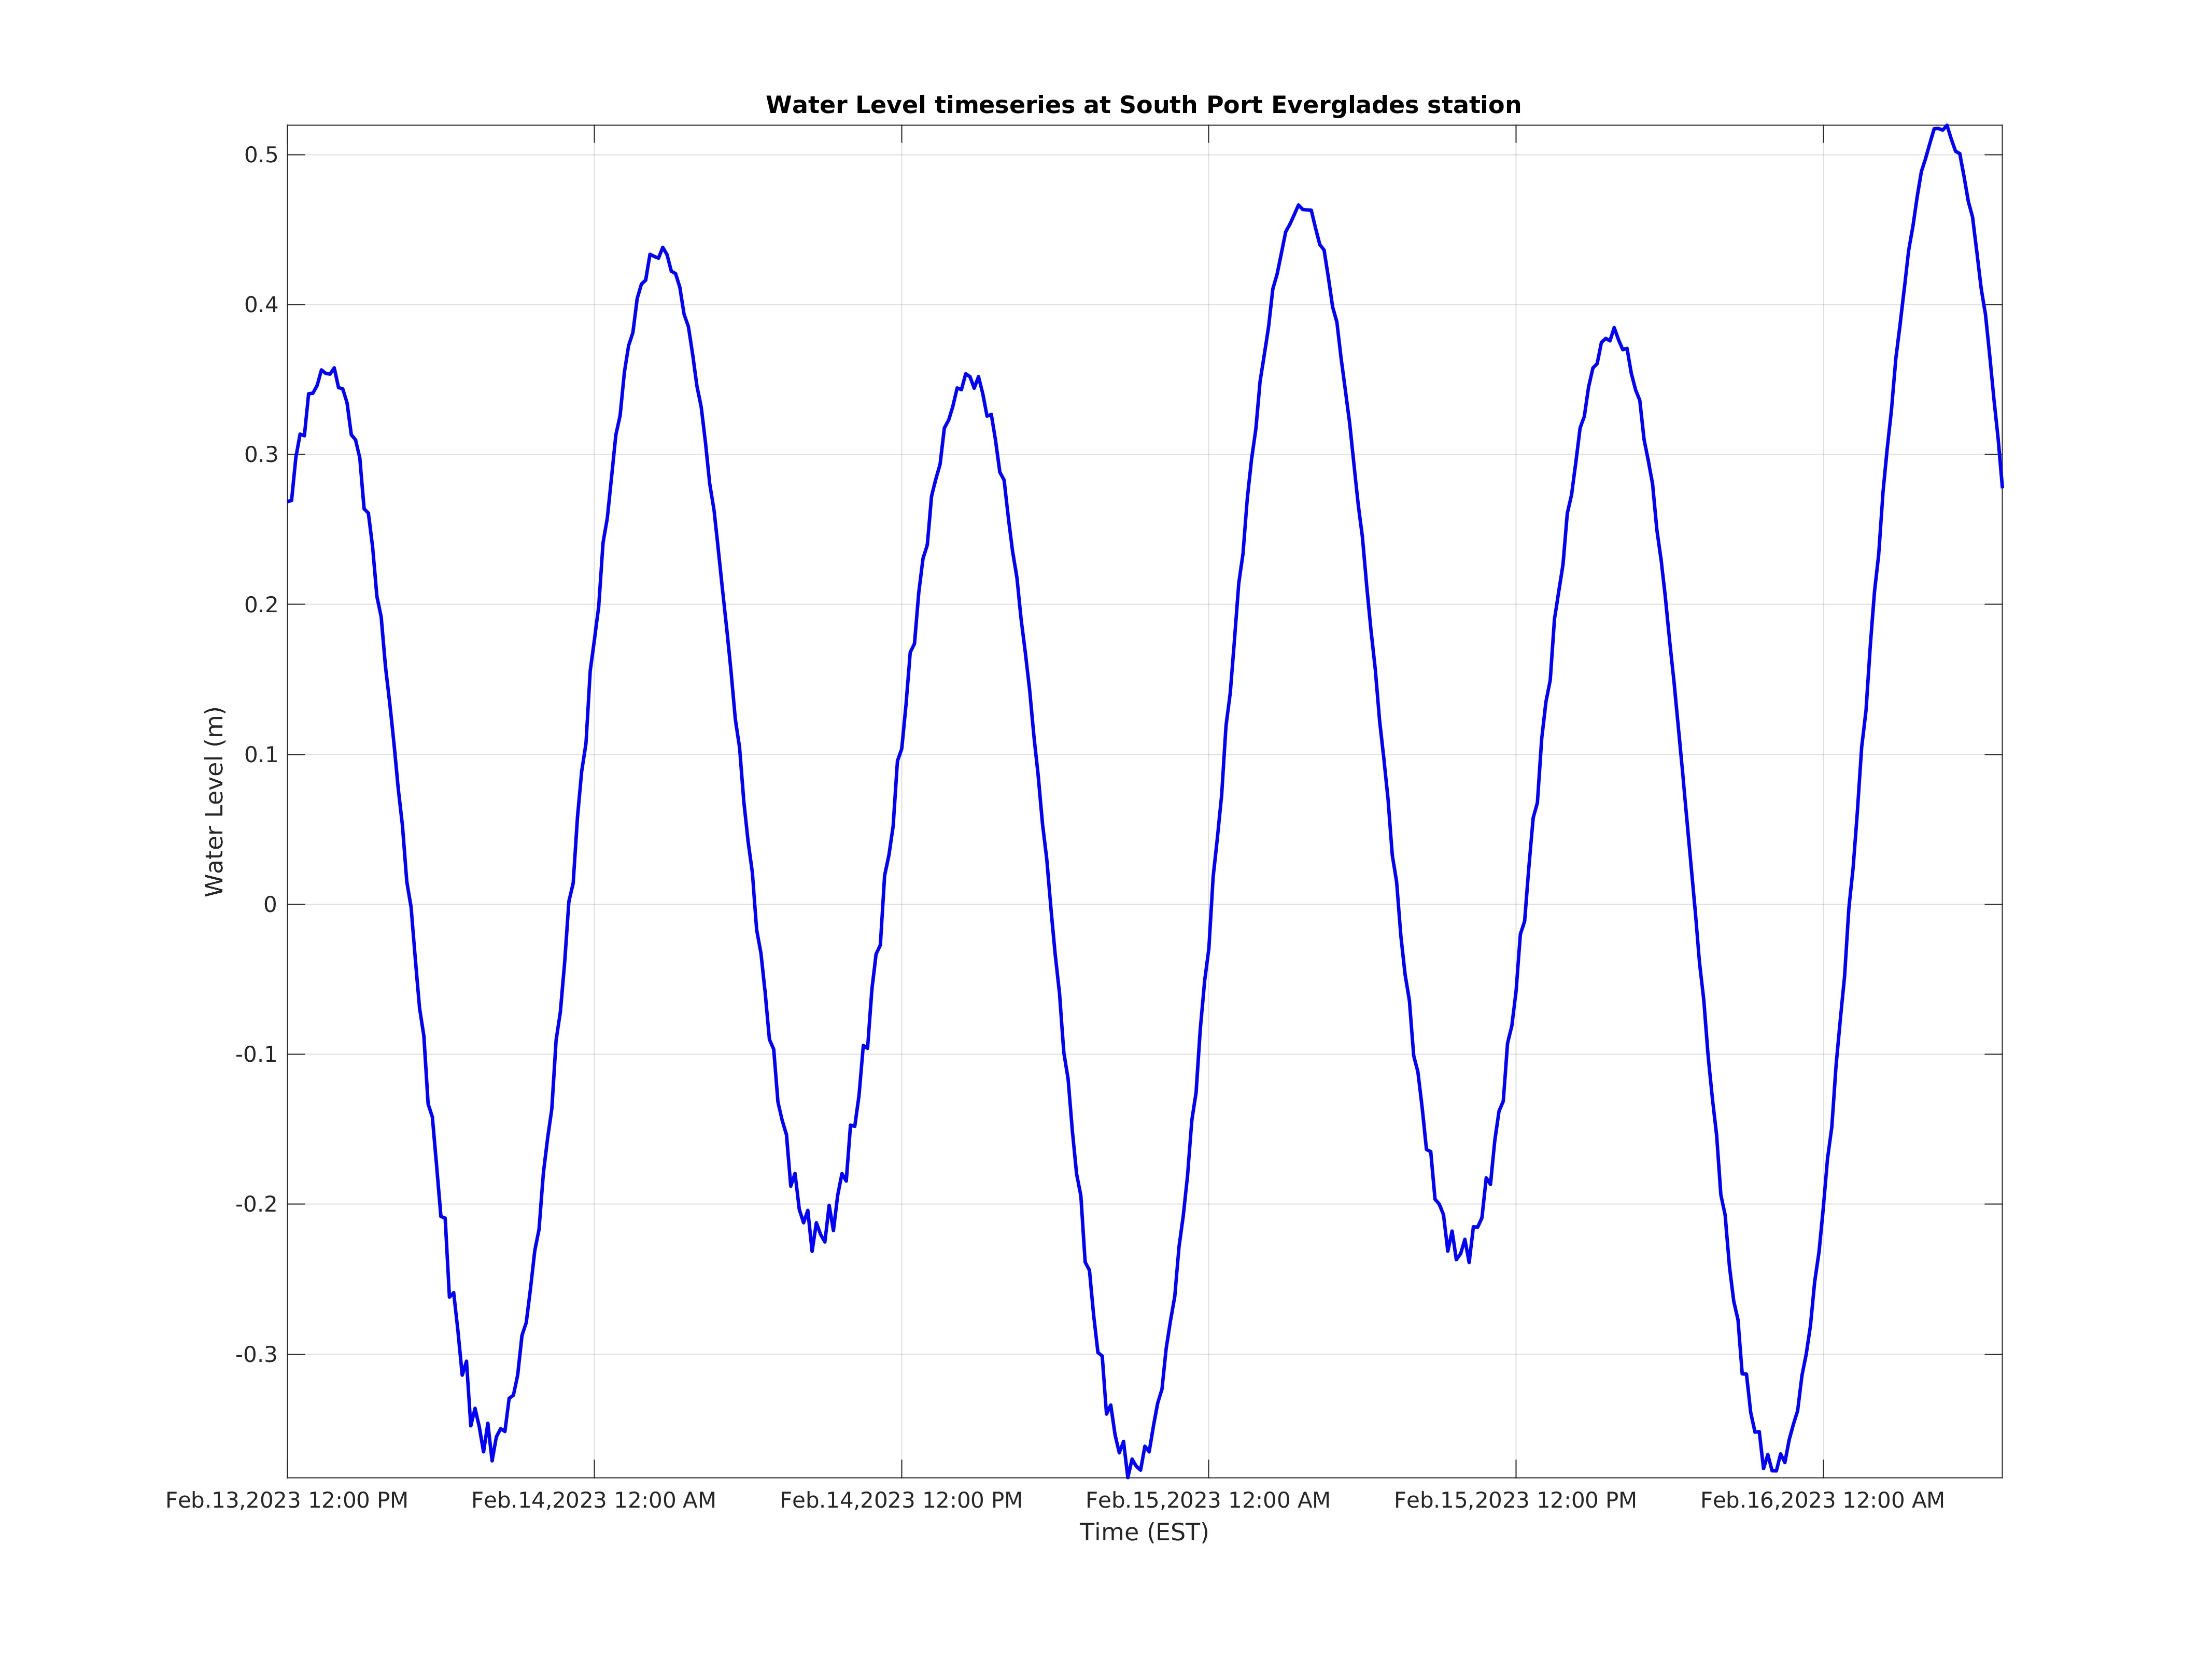 Water Level timeseries at South Port Everglades station
0.5
0.4
0.3
0.2
0.1
0
-0.1
-0.2
-0.3
Water Level (m)
Feb.13,2023 12:00 PM Feb.14,2023 12:00 AM Feb.14,2023 12:00 PM Feb.15,2023 12:00 AM Feb.15,2023 12:00 PM Feb.16,2023 12:00 AM
Time (EST)